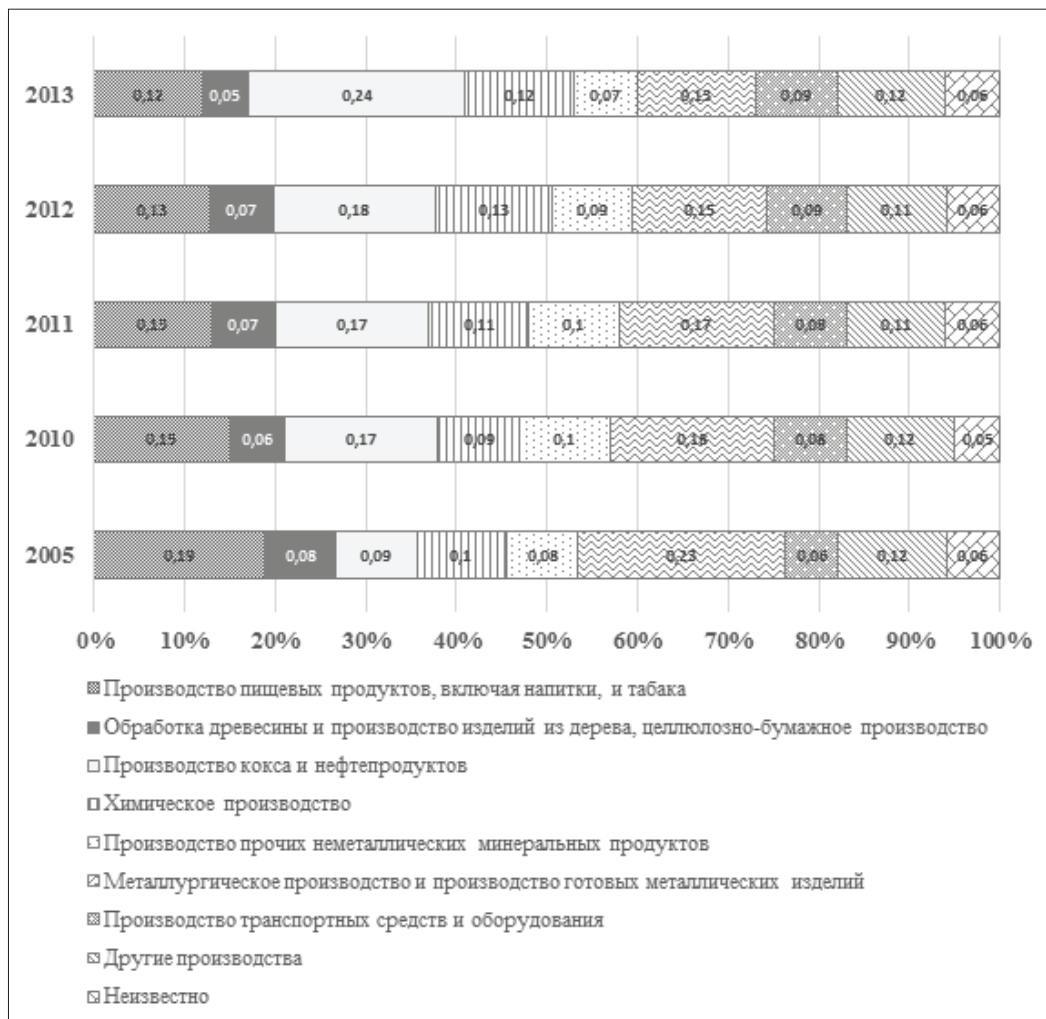 2013 0,12 0,05 0,24 0,12 0,07 0,13 0,09 0,12 0,06
2012 0,13 0,07 0,18 0,13 0,09 0,15 0,09 0,11 0,06
2011 0,13 0,07 0,17 0,11 0,1 0,17 0,08 0,11 0,06
2010 0,15 0,06 0,17 0,09 0,1 0,18 0,08 0,12 0,05
2005 0,19 0,08 0,09 0,1 0,08 0,23 0,06 0,12 0,06
0% 10% 20% 30% 40% 50% 60% 70% 80% 90% 100%
Производство пищевых продуктов, включая напитки, и табака
Обработка древесины и производство изделий из дерева, целлюлозно-бумажное производство
Производство кокса и нефтепродуктов
Химическое производство
Производство прочих неметаллических минеральных продуктов
Металлургическое производство и производство готовых металлических изделий
Производство транспортных средств и оборудования
Другие производства
Неизвестно